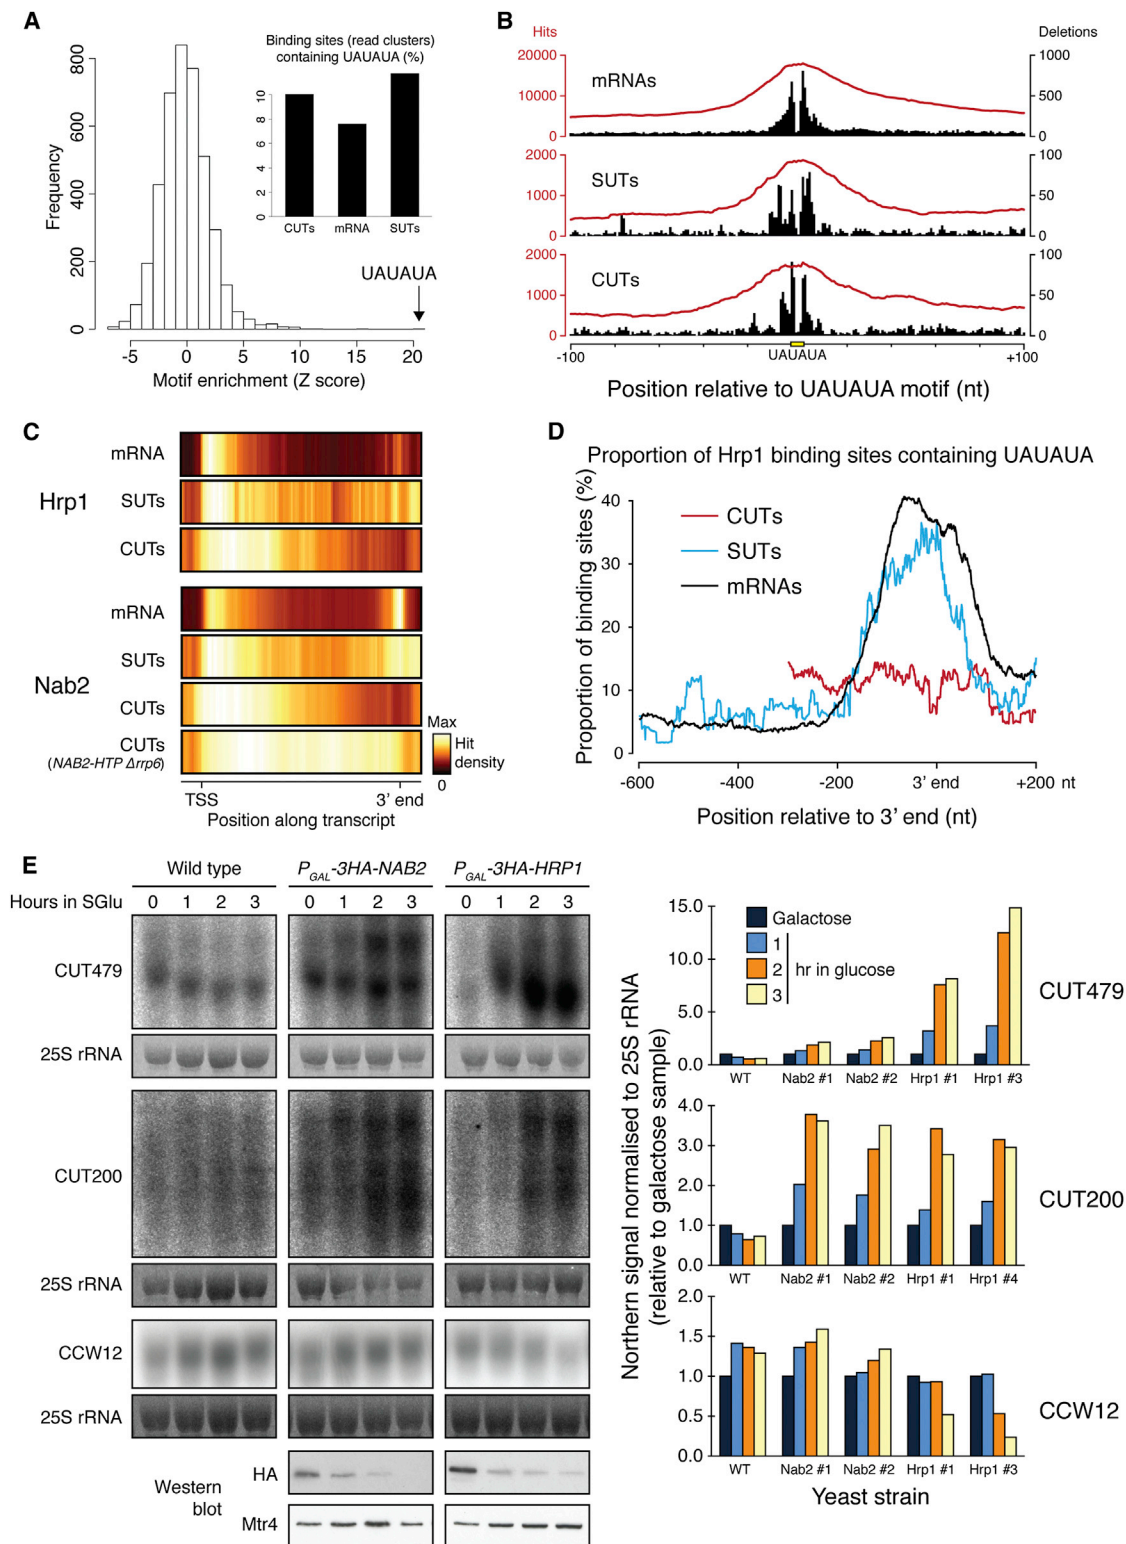 A
Binding sites (read clusters)
containing UAUAUA (%)
Frequency
0
200
400
600
800
0
2
4
6
8
10
CUTs
mRNA
SUTs
UAUAUA
-5
0
5
10
15
20
Motif enrichment (Z score)
B
Hits
Deletions
20000
10000
0
mRNAs
1000
500
0
2000
1000
0
SUTs
100
50
0
2000
1000
0
CUTs
100
50
0
-100
UAUAUA
+100
Position relative to UAUAUA motif (nt)
C
Hrp1
mRNA
SUTs
CUTs
Nab2
mRNA
SUTs
CUTs
CUTs
(NAB2-HTP Δrrp6)
Max
Hit
density
0
TSS
3' end
Position along transcript
D
Proportion of Hrp1 binding sites containing UAUAUA
Proportion of binding sites (%)
40
30
20
10
0
CUTs
SUTs
mRNAs
-600
-400
-200
3' end
+200 nt
Position relative to 3' end (nt)
E
Wild type
PGAL-3HA-NAB2
PGAL-3HA-HRP1
Hours in SGlu
0 1 2 3
0 1 2 3
0 1 2 3
CUT479
25S rRNA
CUT200
25S rRNA
CCW12
25S rRNA
Western
blot
HA
Mtr4
Northern signal normalised to 25S rRNA
(relative to galactose sample)
15.0
10.0
5.0
0.0
Galactose
1
2
3
hr in glucose
CUT479
WT
Nab2 #1
Nab2 #2
Hrp1 #1
Hrp1 #3
4.0
3.0
2.0
1.0
0.0
CUT200
WT
Nab2 #1
Nab2 #2
Hrp1 #1
Hrp1 #4
2.0
1.5
1.0
0.5
0.0
CCW12
WT
Nab2 #1
Nab2 #2
Hrp1 #1
Hrp1 #3
Yeast strain